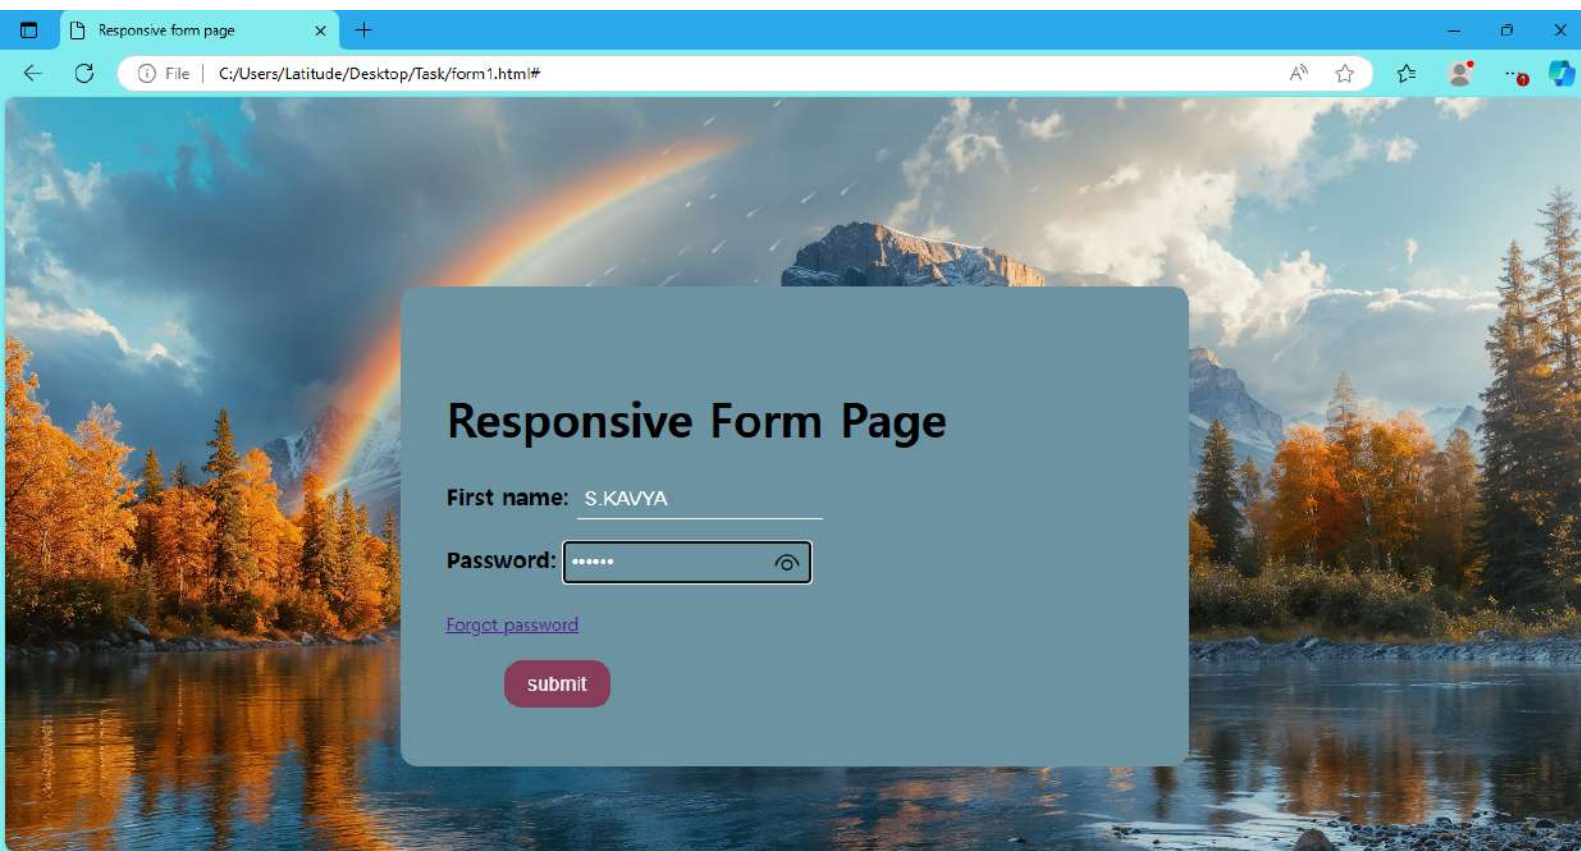 Responsive form page
File | C:/Users/Latitude/Desktop/Task/form1.html#
Responsive Form Page
First name: S.KAVYA
Password: ••••••
Forgot password
submit